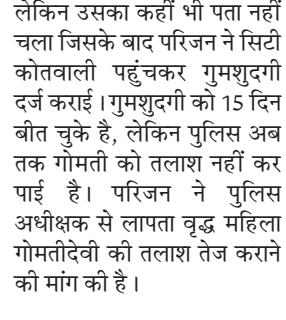 लेकिन उसका कहीं भी पता नहीं
चला जिसके बाद परिजन ने सिटी
कोतवाली पहुंचकर गुमशुदगी
दर्ज कराई । गुमशुदगी को 15 दिन
बीत चुके है, लेकिन पुलिस अब
तक गोमती को तलाश नहीं कर
पाई है। परिजन ने पुलिस
अधीक्षक से लापता वृद्ध महिला
गोमतीदेवी की तलाश तेज कराने
की मांग की है ।